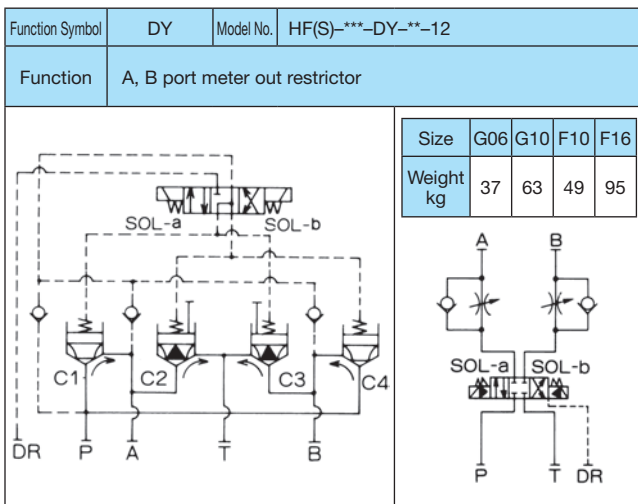 Function Symbol DY Model No. HF(S)–***–DY–**–12
Function A, B port meter out restrictor
Size G06 G10 F10 F16
Weight kg 37 63 49 95
SOL-a SOL-b
C1 C2 C3 C4
DR P A T B
A B
SOL-a SOL-b
P T DR